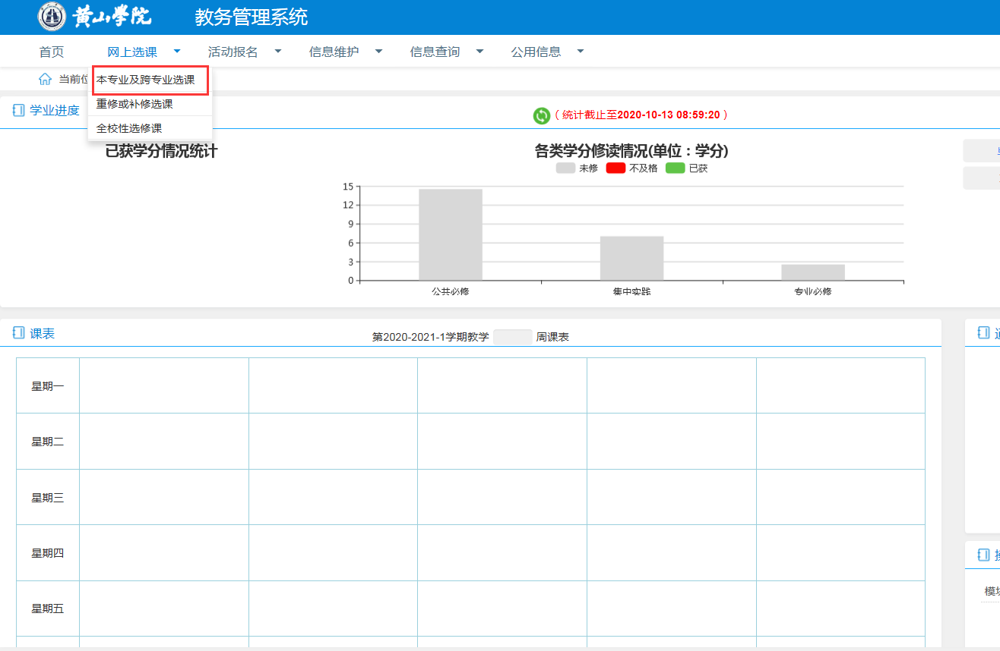 黄山学院 教务管理系统
首页 网上选课 活动报名 信息维护 信息查询 公用信息
当前位
本专业及跨专业选课
重修或补修选课
全校性选修课
学业进度
( 统计截止至2020-10-13 08:59:20 )
已获学分情况统计
各类学分修读情况(单位：学分)
未修 不及格 已获
15
12
9
6
3
0
公共必修 集中实践 专业必修
课表
第2020-2021-1学期教学 周课表
星期一
星期二
星期三
星期四
星期五
模块